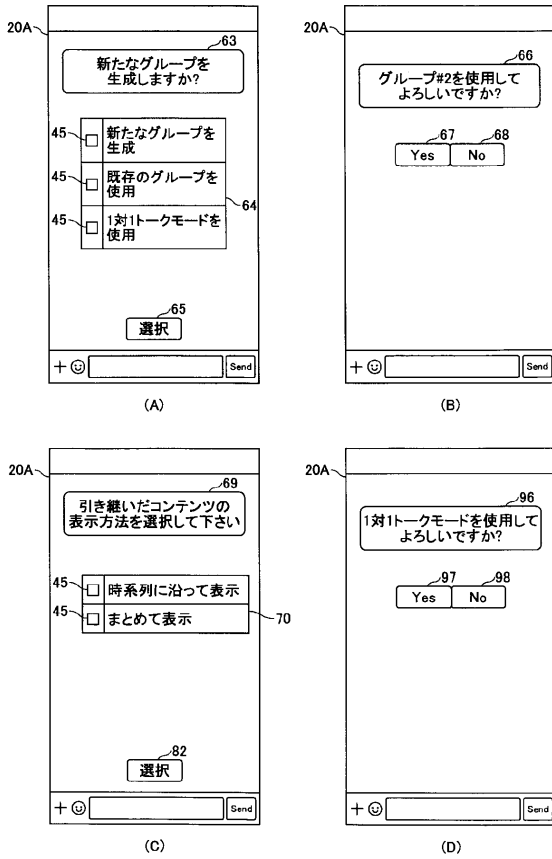 20A
63
新たなグループを
生成しますか?
45
新たなグループを
生成
45
既存のグループを
使用
64
45
1対1トークモードを
使用
65
選択
Send
(A)
20A
66
グループ#2を使用して
よろしいですか?
67
68
Yes
No
Send
(B)
20A
69
引き継いだコンテンツの
表示方法を選択して下さい
45
時系列に沿って表示
45
まとめて表示
70
82
選択
Send
(C)
20A
96
1対1トークモードを使用して
よろしいですか?
97
98
Yes
No
Send
(D)